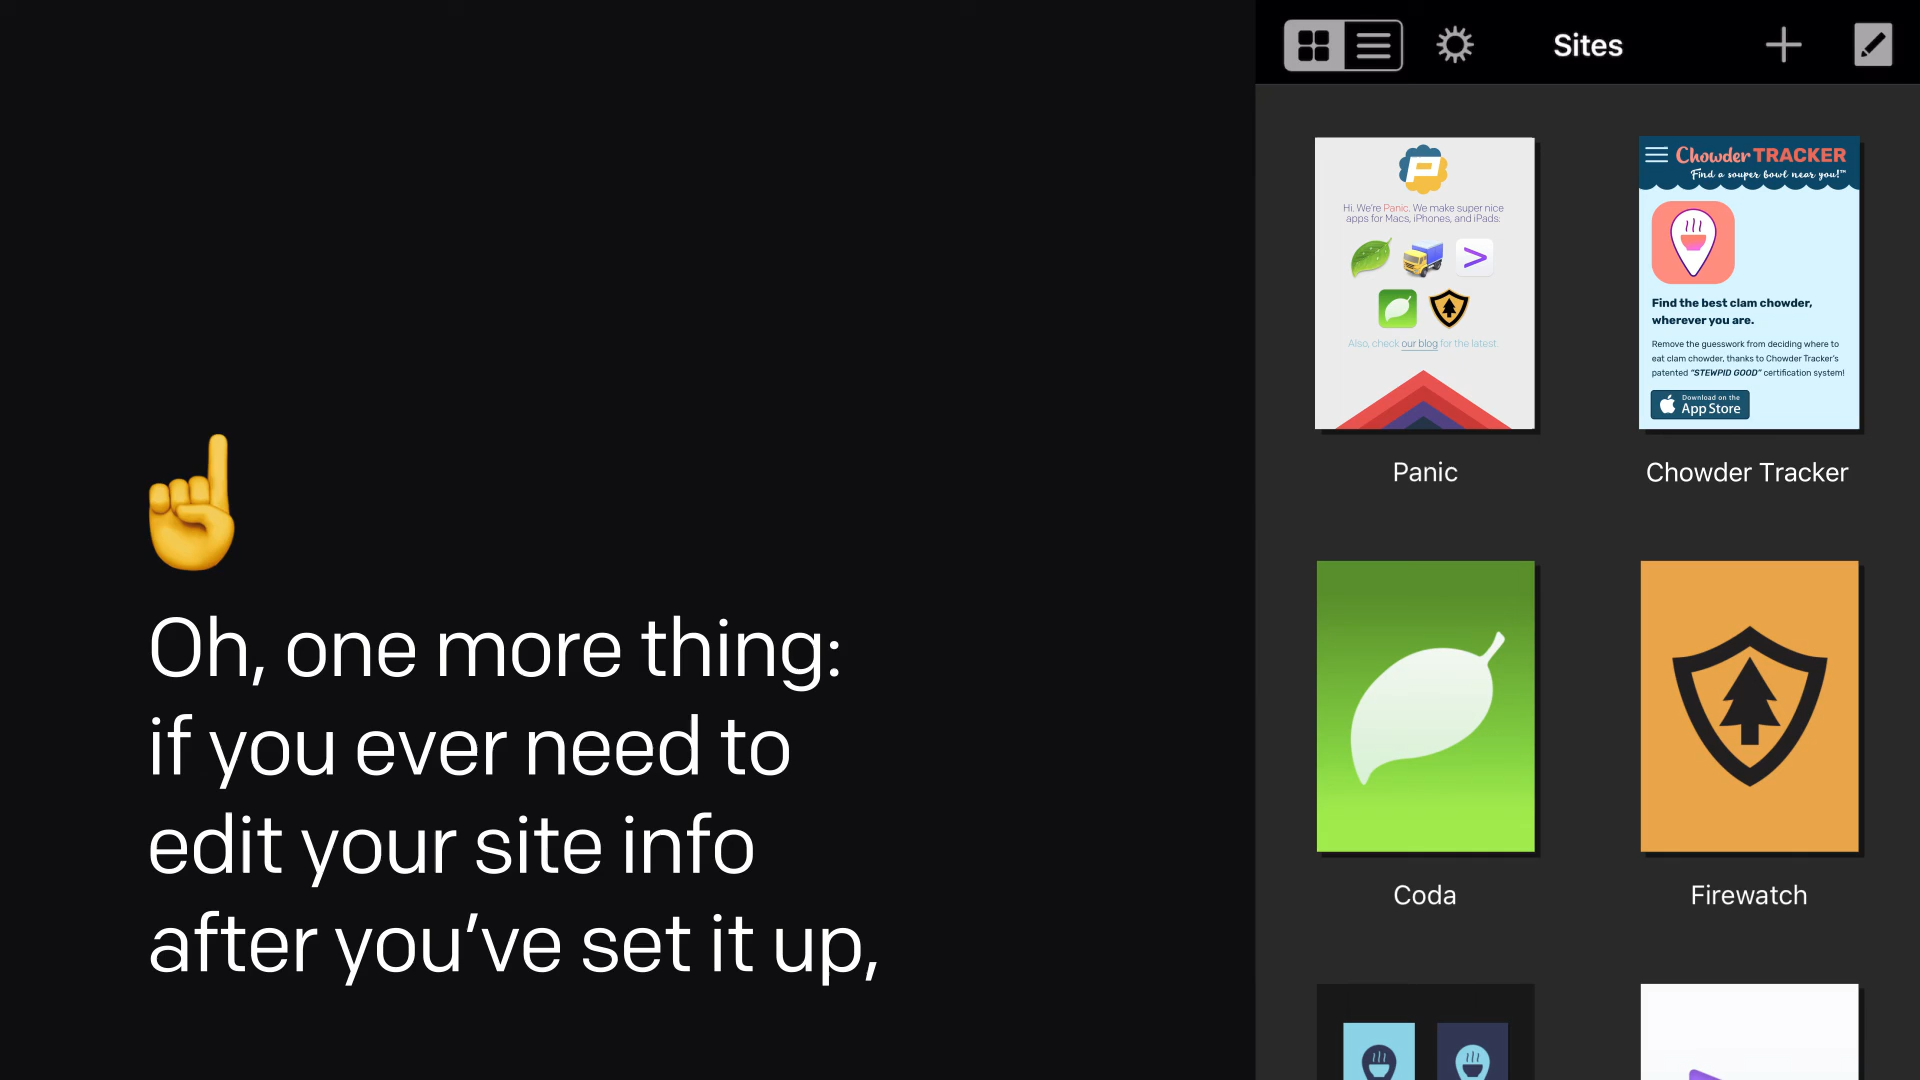 Oh, one more thing:
if you ever need to
edit your site info
after you’ve set it up,
Sites
Hi. We're Panic. We make super nice
apps for Macs, iPhones, and iPads:
Also, check our blog for the latest.
Panic
Chowder TRACKER
Find a souper bowl near you!™
Find the best clam chowder,
wherever you are.
Remove the guesswork from deciding where to
eat clam chowder, thanks to Chowder Tracker's
patented "STEWPID GOOD" certification system!
Download on the
App Store
Chowder Tracker
Coda
Firewatch